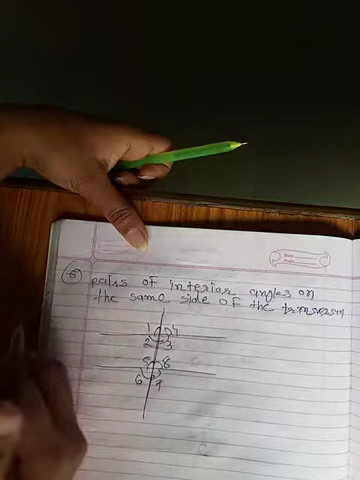 6 pairs of interior angles on
the same side of the transversal
1 4
2 3
5 8
6 7